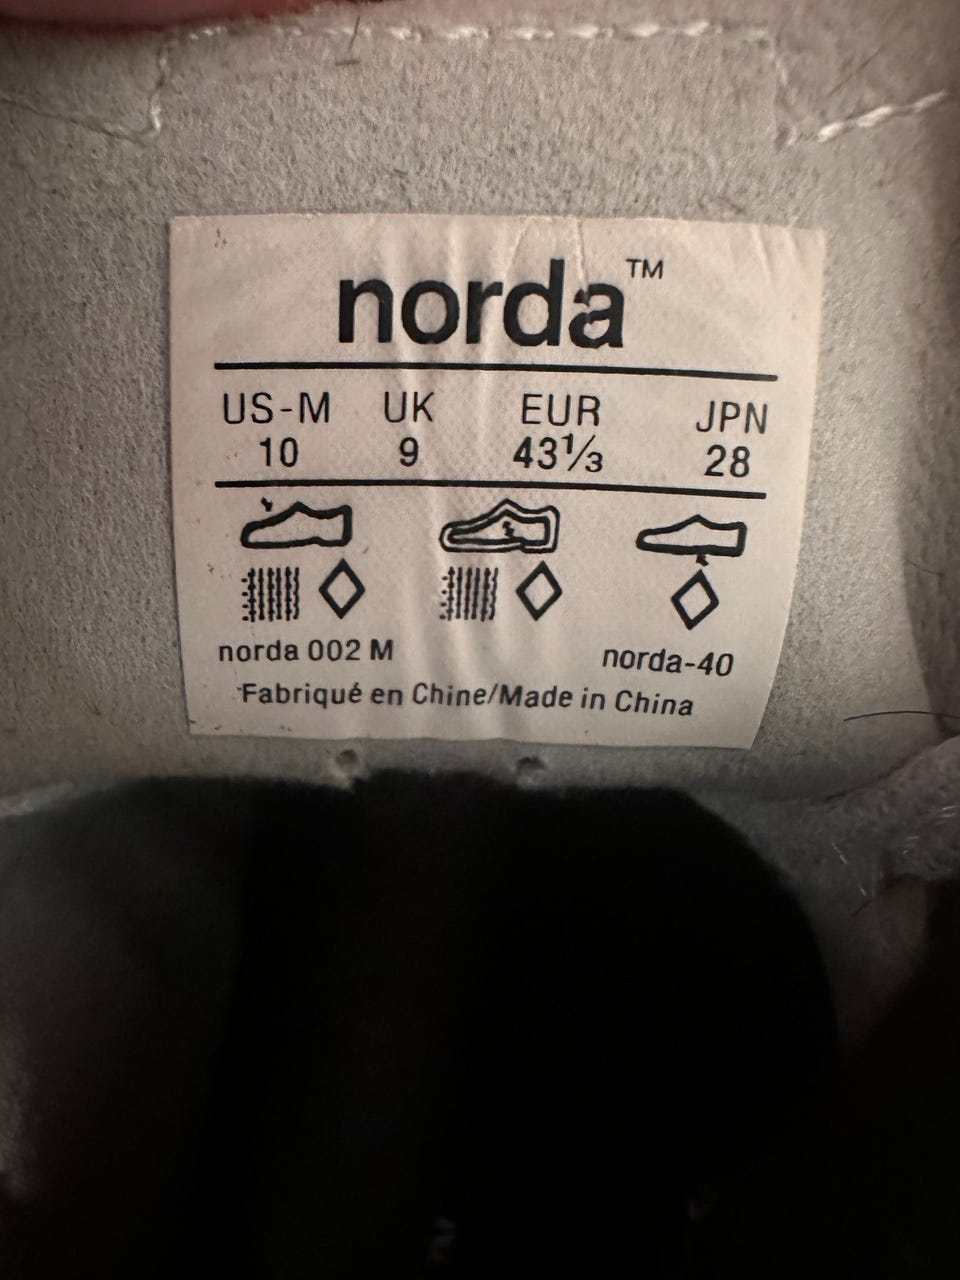 norda™
US-M UK EUR JPN
10 9 43⅓ 28
norda 002 M norda-40
Fabriqué en Chine/Made in China